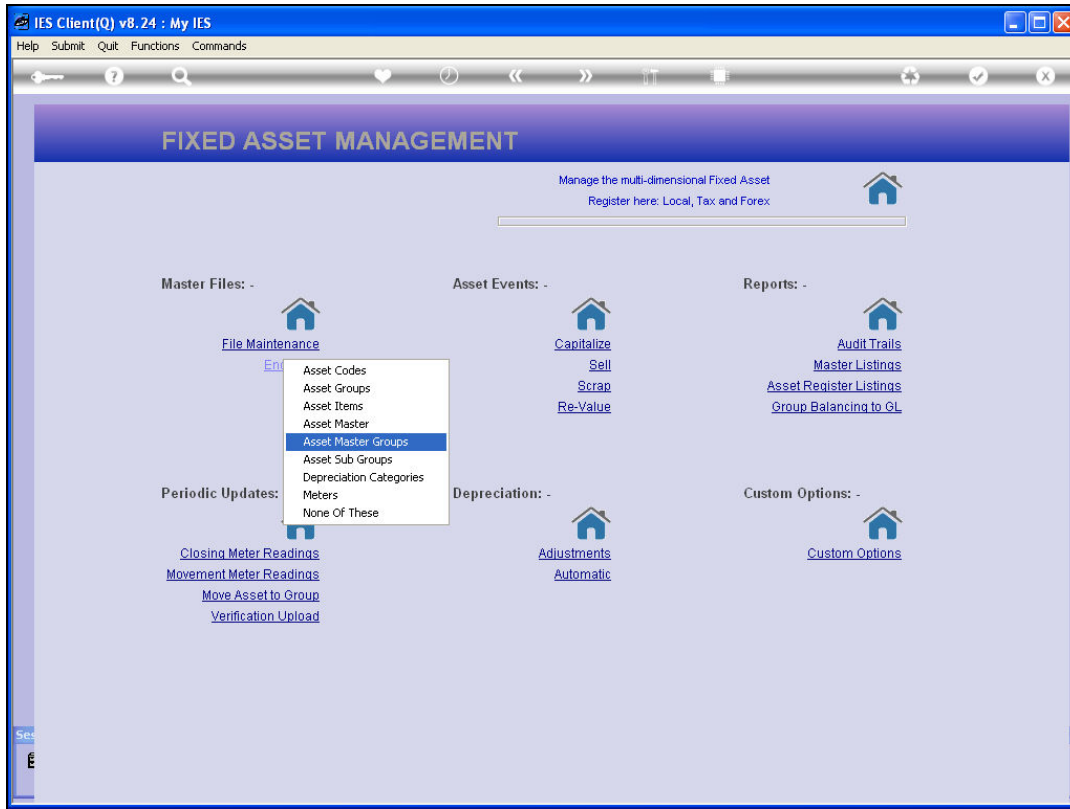 IES Client(Q) v8.24 : My IES
Help Submit Quit Functions Commands
FIXED ASSET MANAGEMENT
Manage the multi-dimensional Fixed Asset
Register here: Local, Tax and Forex
Master Files: -
File Maintenance
Asset Codes
Asset Groups
Asset Items
Asset Master
Asset Master Groups
Asset Sub Groups
Depreciation Categories
Meters
None Of These
Asset Events: -
Capitalize
Sell
Scrap
Re-Value
Reports: -
Audit Trails
Master Listings
Asset Register Listings
Group Balancing to GL
Periodic Updates:
Closing Meter Readings
Movement Meter Readings
Move Asset to Group
Verification Upload
Depreciation: -
Adjustments
Automatic
Custom Options: -
Custom Options